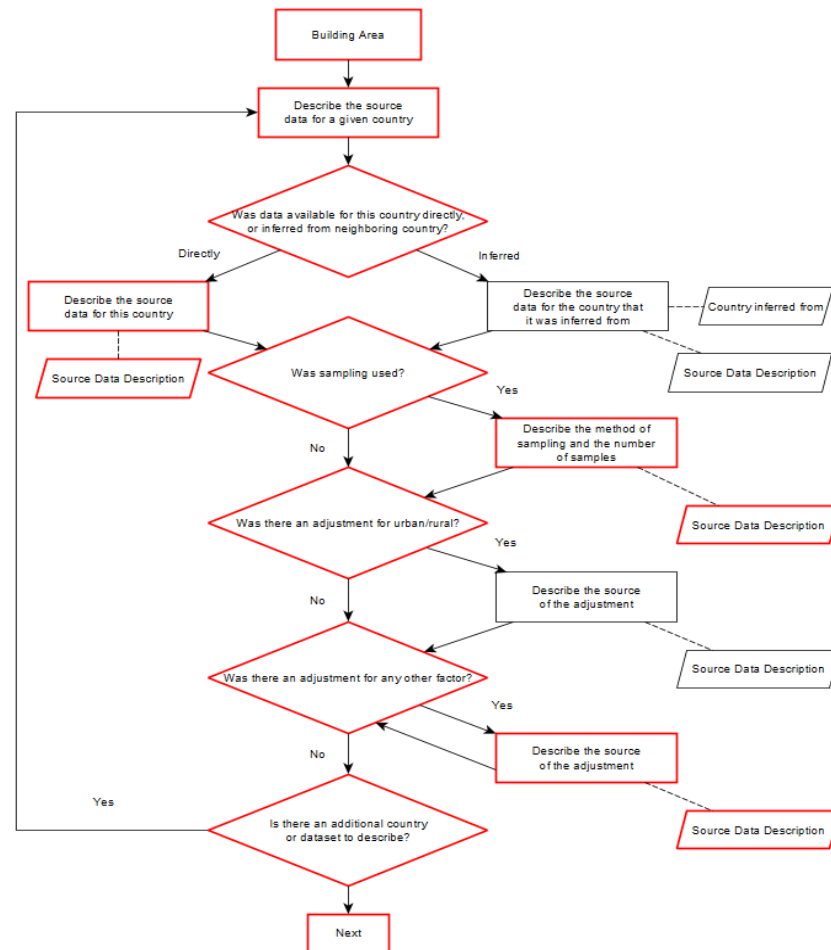 Building Area
Describe the source
data for a given country
Was data available for this country directly,
or inferred from neighboring country?
Directly
Inferred
Describe the source
data for this country
Describe the source
data for the country that
it was inferred from
Country inferred from
Source Data Description
Source Data Description
Was sampling used?
Yes
No
Describe the method of
sampling and the number
of samples
Source Data Description
Was there an adjustment for urban/rural?
Yes
No
Describe the source
of the adjustment
Source Data Description
Was there an adjustment for any other factor?
Yes
No
Describe the source
of the adjustment
Source Data Description
Yes
Is there an additional country
or dataset to describe?
Next